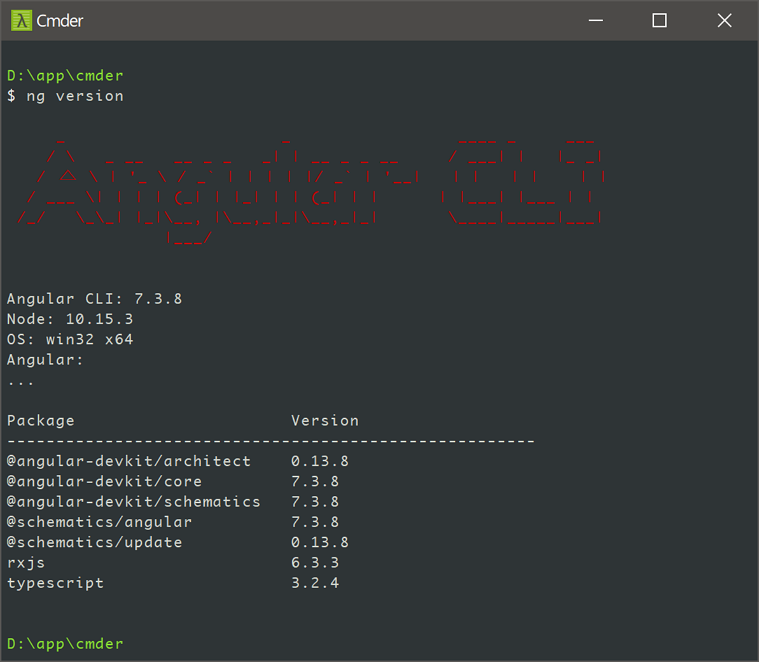 Cmder
D:\app\cmder
$ ng version
Angular CLI
Angular CLI: 7.3.8
Node: 10.15.3
OS: win32 x64
Angular:
...
Package Version
------------------------------------------------------
@angular-devkit/architect 0.13.8
@angular-devkit/core 7.3.8
@angular-devkit/schematics 7.3.8
@schematics/angular 7.3.8
@schematics/update 0.13.8
rxjs 6.3.3
typescript 3.2.4
D:\app\cmder